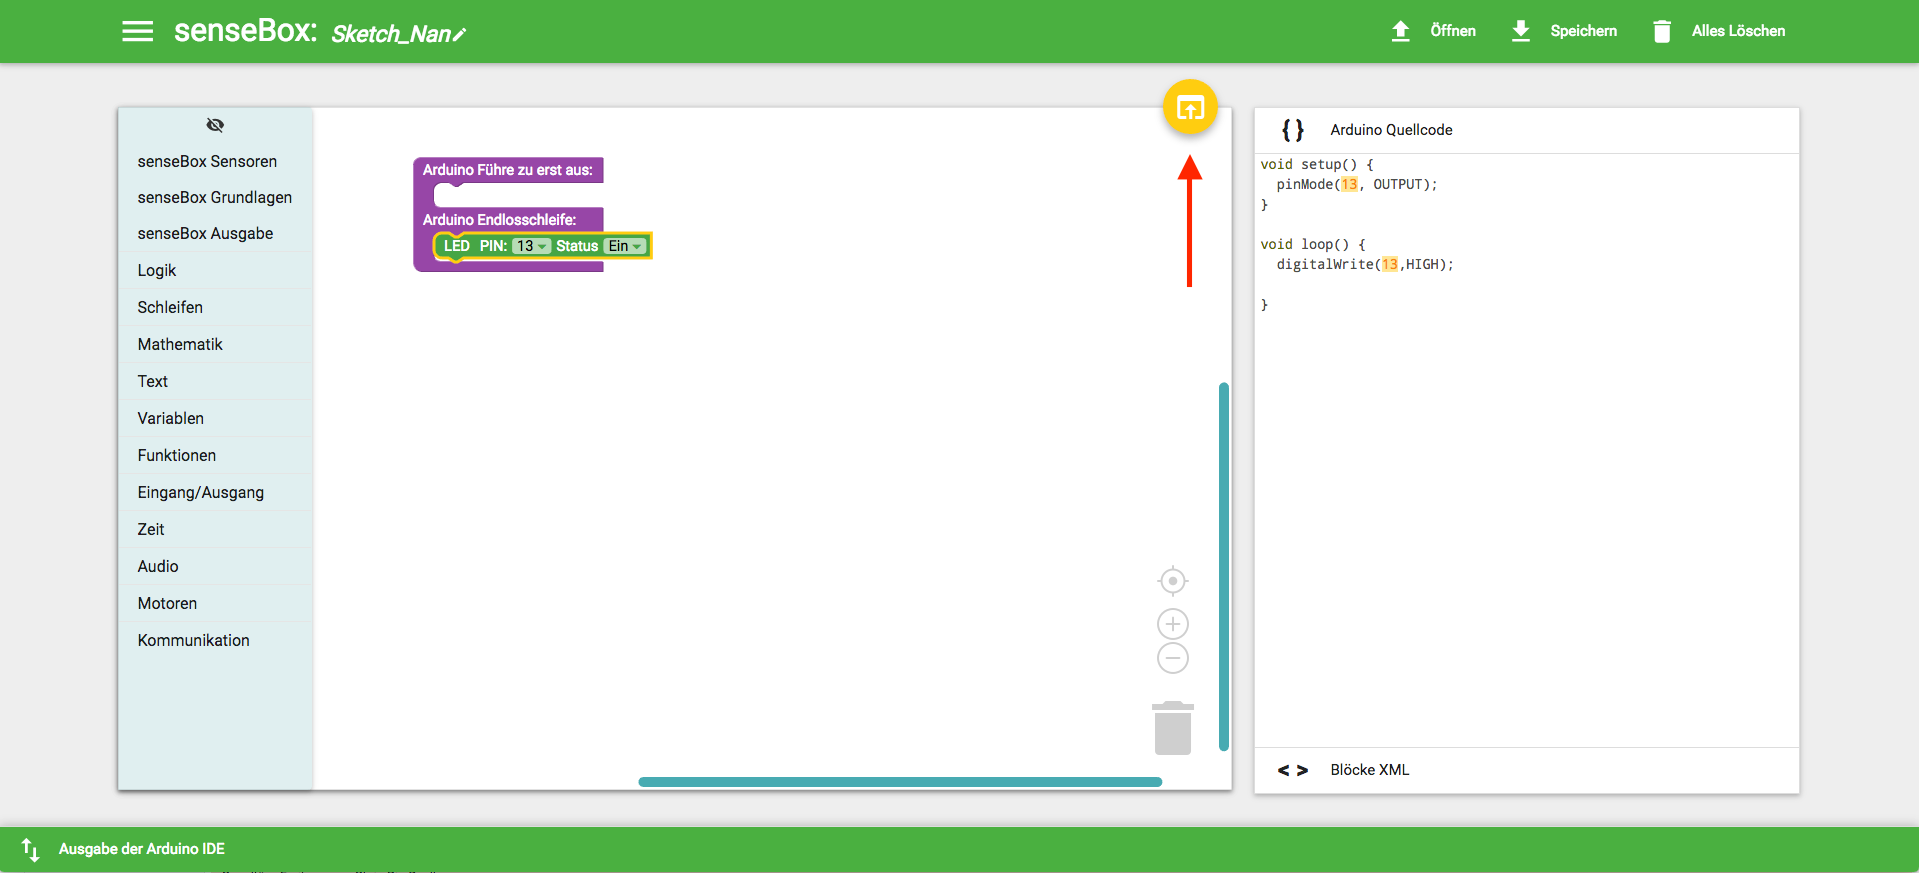 senseBox: Sketch_Nan
Öffnen
Speichern
Alles Löschen
senseBox Sensoren
senseBox Grundlagen
senseBox Ausgabe
Logik
Schleifen
Mathematik
Text
Variablen
Funktionen
Eingang/Ausgang
Zeit
Audio
Motoren
Kommunikation
Arduino Führe zu erst aus:
Arduino Endlosschleife:
LED PIN: 13 Status Ein
{} Arduino Quellcode
void setup() {
pinMode(13, OUTPUT);
}
void loop() {
digitalWrite(13,HIGH);
}
< > Blöcke XML
Ausgabe der Arduino IDE